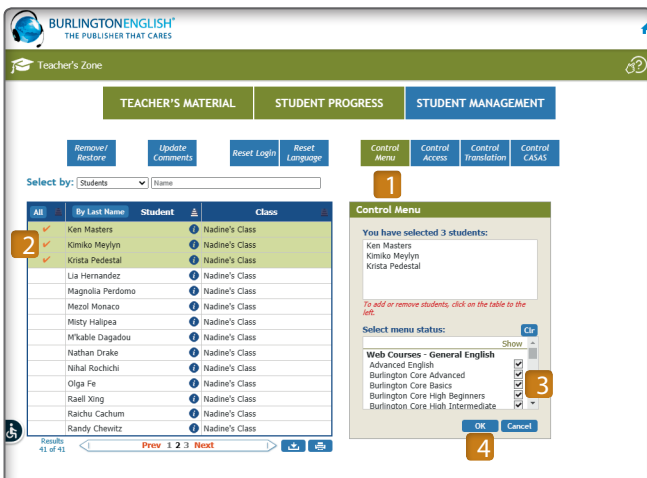 BURLINGTONENGLISH®
THE PUBLISHER THAT CARES
Teacher's Zone
TEACHER'S MATERIAL STUDENT PROGRESS STUDENT MANAGEMENT
Remove/ Restore Update Comments Reset Login Reset Language Control Menu Control Access Control Translation Control CASAS
Select by: Students Name
1
All By Last Name Student Class
2
Ken Masters Nadine's Class
Kimiko Meylyn Nadine's Class
Krista Pedestal Nadine's Class
Lia Hernandez Nadine's Class
Magnolia Perdomo Nadine's Class
Mezol Monaco Nadine's Class
Misty Halipea Nadine's Class
M'kable Dagadou Nadine's Class
Nathan Drake Nadine's Class
Nihal Rochichi Nadine's Class
Olga Fe Nadine's Class
Raell Xing Nadine's Class
Raichu Cachum Nadine's Class
Randy Chewitz Nadine's Class
Results
41 of 41
Prev 1 2 3 Next
Control Menu
You have selected 3 students:
Ken Masters
Kimiko Meylyn
Krista Pedestal
To add or remove students, click on the table to the
left.
Select menu status: Clr
Show
Web Courses - General English
Advanced English
Burlington Core Advanced
Burlington Core Basics
Burlington Core High Beginners
Burlington Core High Intermediate
3
OK Cancel
4